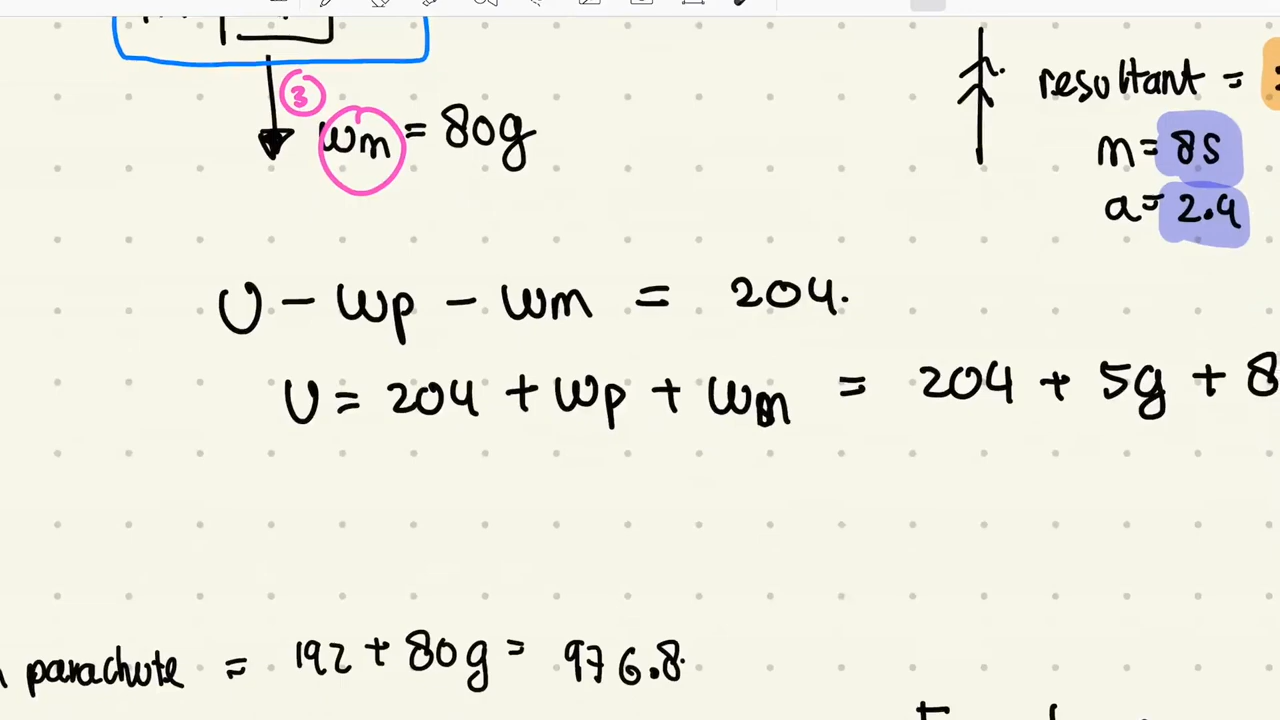 ③
wm = 80g
resultant =
m = 85
a = 2.4
U - wp - wm = 204.
U = 204 + wp + wm = 204 + 5g + 8
parachute = 192 + 80g = 976.8